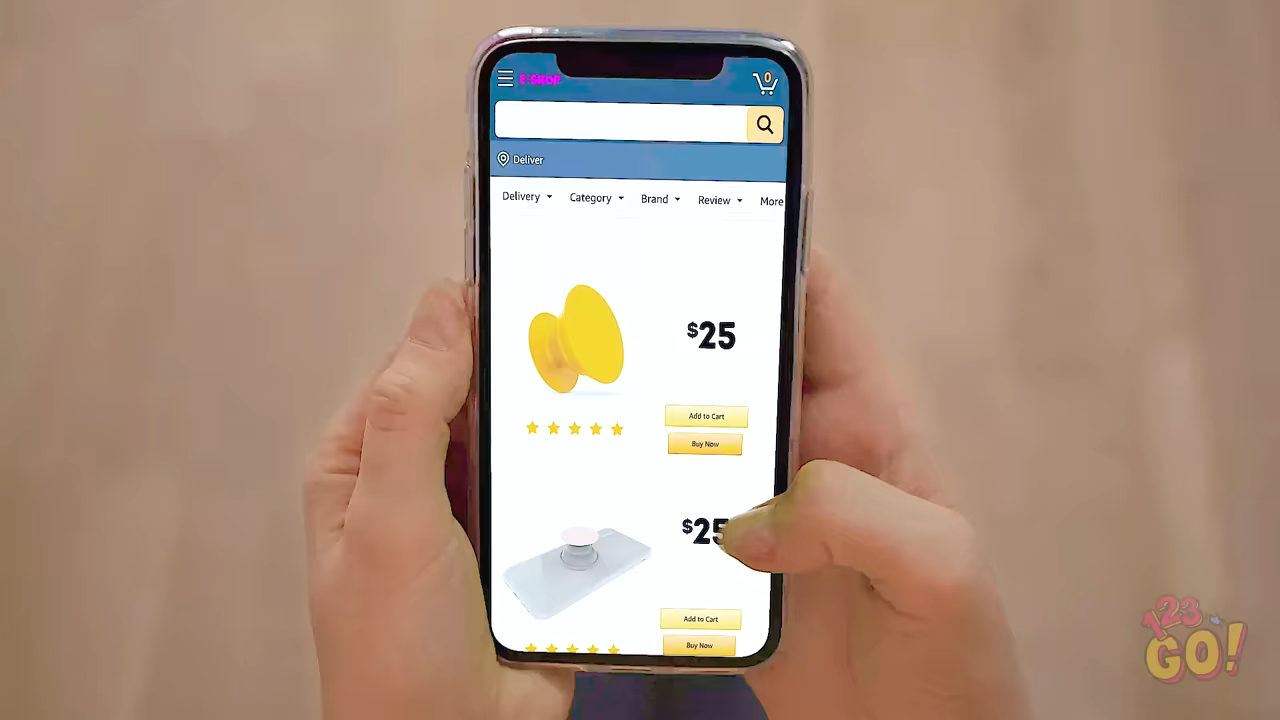 E-SHOP
0
Deliver
Delivery Category Brand Review More
$25
Add to Cart
Buy Now
$25
Add to Cart
Buy Now
123
GO!